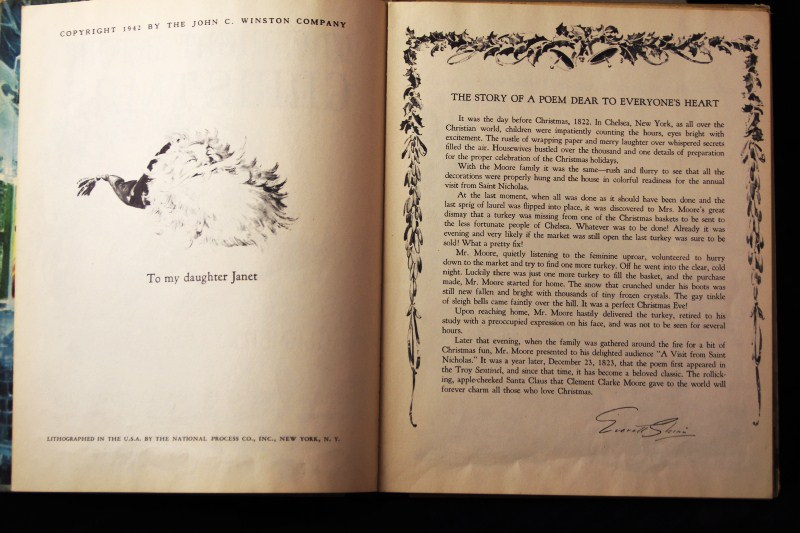 COPYRIGHT 1942 BY THE JOHN C. WINSTON COMPANY
To my daughter Janet
LITHOGRAPHED IN THE U.S.A. BY THE NATIONAL PROCESS CO., INC., NEW YORK, N. Y.
THE STORY OF A POEM DEAR TO EVERYONE'S HEART
It was the day before Christmas, 1822. In Chelsea, New York, as all over the
Christian world, children were impatiently counting the hours, eyes bright with
excitement. The rustle of wrapping paper and merry laughter over whispered secrets
filled the air. Housewives bustled over the thousand and one details of preparation
for the proper celebration of the Christmas holidays.
With the Moore family it was the same—rush and flurry to see that all the
decorations were properly hung and the house in colorful readiness for the annual
visit from Saint Nicholas.
At the last moment, when all was done as it should have been done and the
last sprig of laurel was flipped into place, it was discovered to Mrs. Moore's great
dismay that a turkey was missing from one of the Christmas baskets to be sent to
the less fortunate people of Chelsea. Whatever was to be done! Already it was
evening and very likely if the market was still open the last turkey was sure to be
sold! What a pretty fix!
Mr. Moore, quietly listening to the feminine uproar, volunteered to hurry
down to the market and try to find one more turkey. Off he went into the clear, cold
night. Luckily there was just one more turkey to fill the basket, and the purchase
made, Mr. Moore started for home. The snow that crunched under his boots was
still new fallen and bright with thousands of tiny frozen crystals. The gay tinkle
of sleigh bells came faintly over the hill. It was a perfect Christmas Eve!
Upon reaching home, Mr. Moore hastily delivered the turkey, retired to his
study with a preoccupied expression on his face, and was not to be seen for several
hours.
Later that evening, when the family was gathered around the fire for a bit of
Christmas fun, Mr. Moore presented to his delighted audience "A Visit from Saint
Nicholas." It was a year later, December 23, 1823, that the poem first appeared in
the Troy Sentinel, and since that time, it has become a beloved classic. The rollick-
ing, apple-cheeked Santa Claus that Clement Clarke Moore gave to the world will
forever charm all those who love Christmas.
Everett Shinn